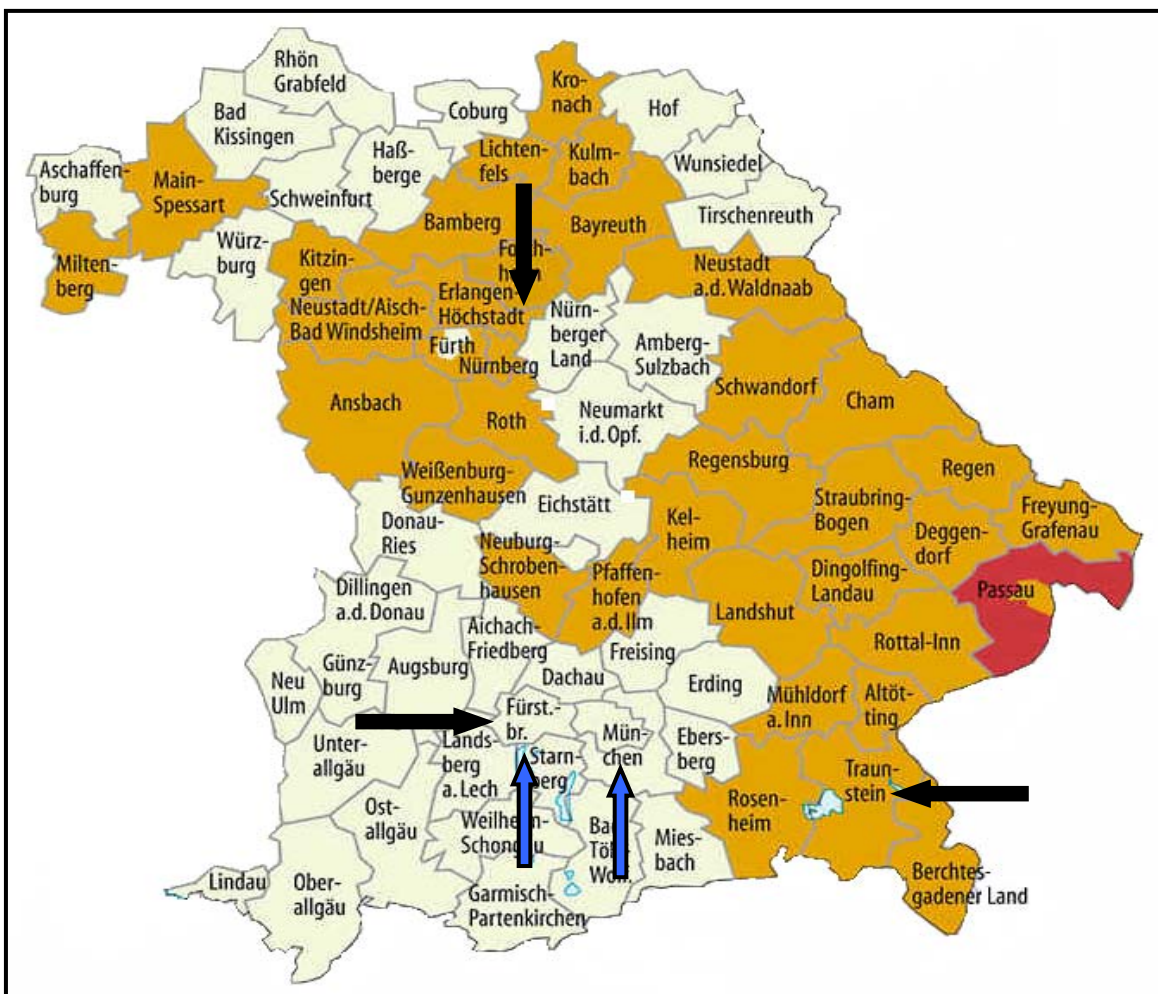 Rhön
Grabfeld
Bad
Kissingen
Coburg
Kro-
nach
Hof
Aschaffen-
burg
Main-
Spessart
Schweinfurt
Haß-
berge
Lichten-
fels
Kulm-
bach
Wunsiedel
Tirschenreuth
Milten-
berg
Würz-
burg
Bamberg
Bayreuth
Kitzin-
gen
Neustadt
a.d. Waldnaab
Neustadt/Aisch-
Bad Windsheim
Erlangen-
Höchstadt
Nürn-
berger
Land
Amberg-
Sulzbach
Fürth
Nürnberg
Schwandorf
Cham
Ansbach
Roth
Neumarkt
i.d. Opf.
Regensburg
Regen
Weißenburg-
Gunzenhausen
Eichstätt
Straubring-
Bogen
Freyung-
Grafenau
Donau-
Ries
Kel-
heim
Deggen-
dorf
Neuburg-
Schroben-
hausen
Pfaffen-
hofen
a.d. Ilm
Dingolfing-
Landau
Passau
Dillingen
a.d. Donau
Landshut
Rottal-Inn
Aichach-
Friedberg
Freising
Neu
Ulm
Günz-
burg
Augsburg
Dachau
Erding
Mühldorf
a. Inn
Altöt-
ting
Fürst.-
br.
Mün-
chen
Ebers-
berg
Unter-
allgäu
Lands-
berg
a. Lech
Starn-
berg
Traun-
stein
Rosen-
heim
Ost-
allgäu
Mies-
bach
Berchtes-
gadener Land
Lindau
Ober-
allgäu
Garmisch-
Partenkirchen